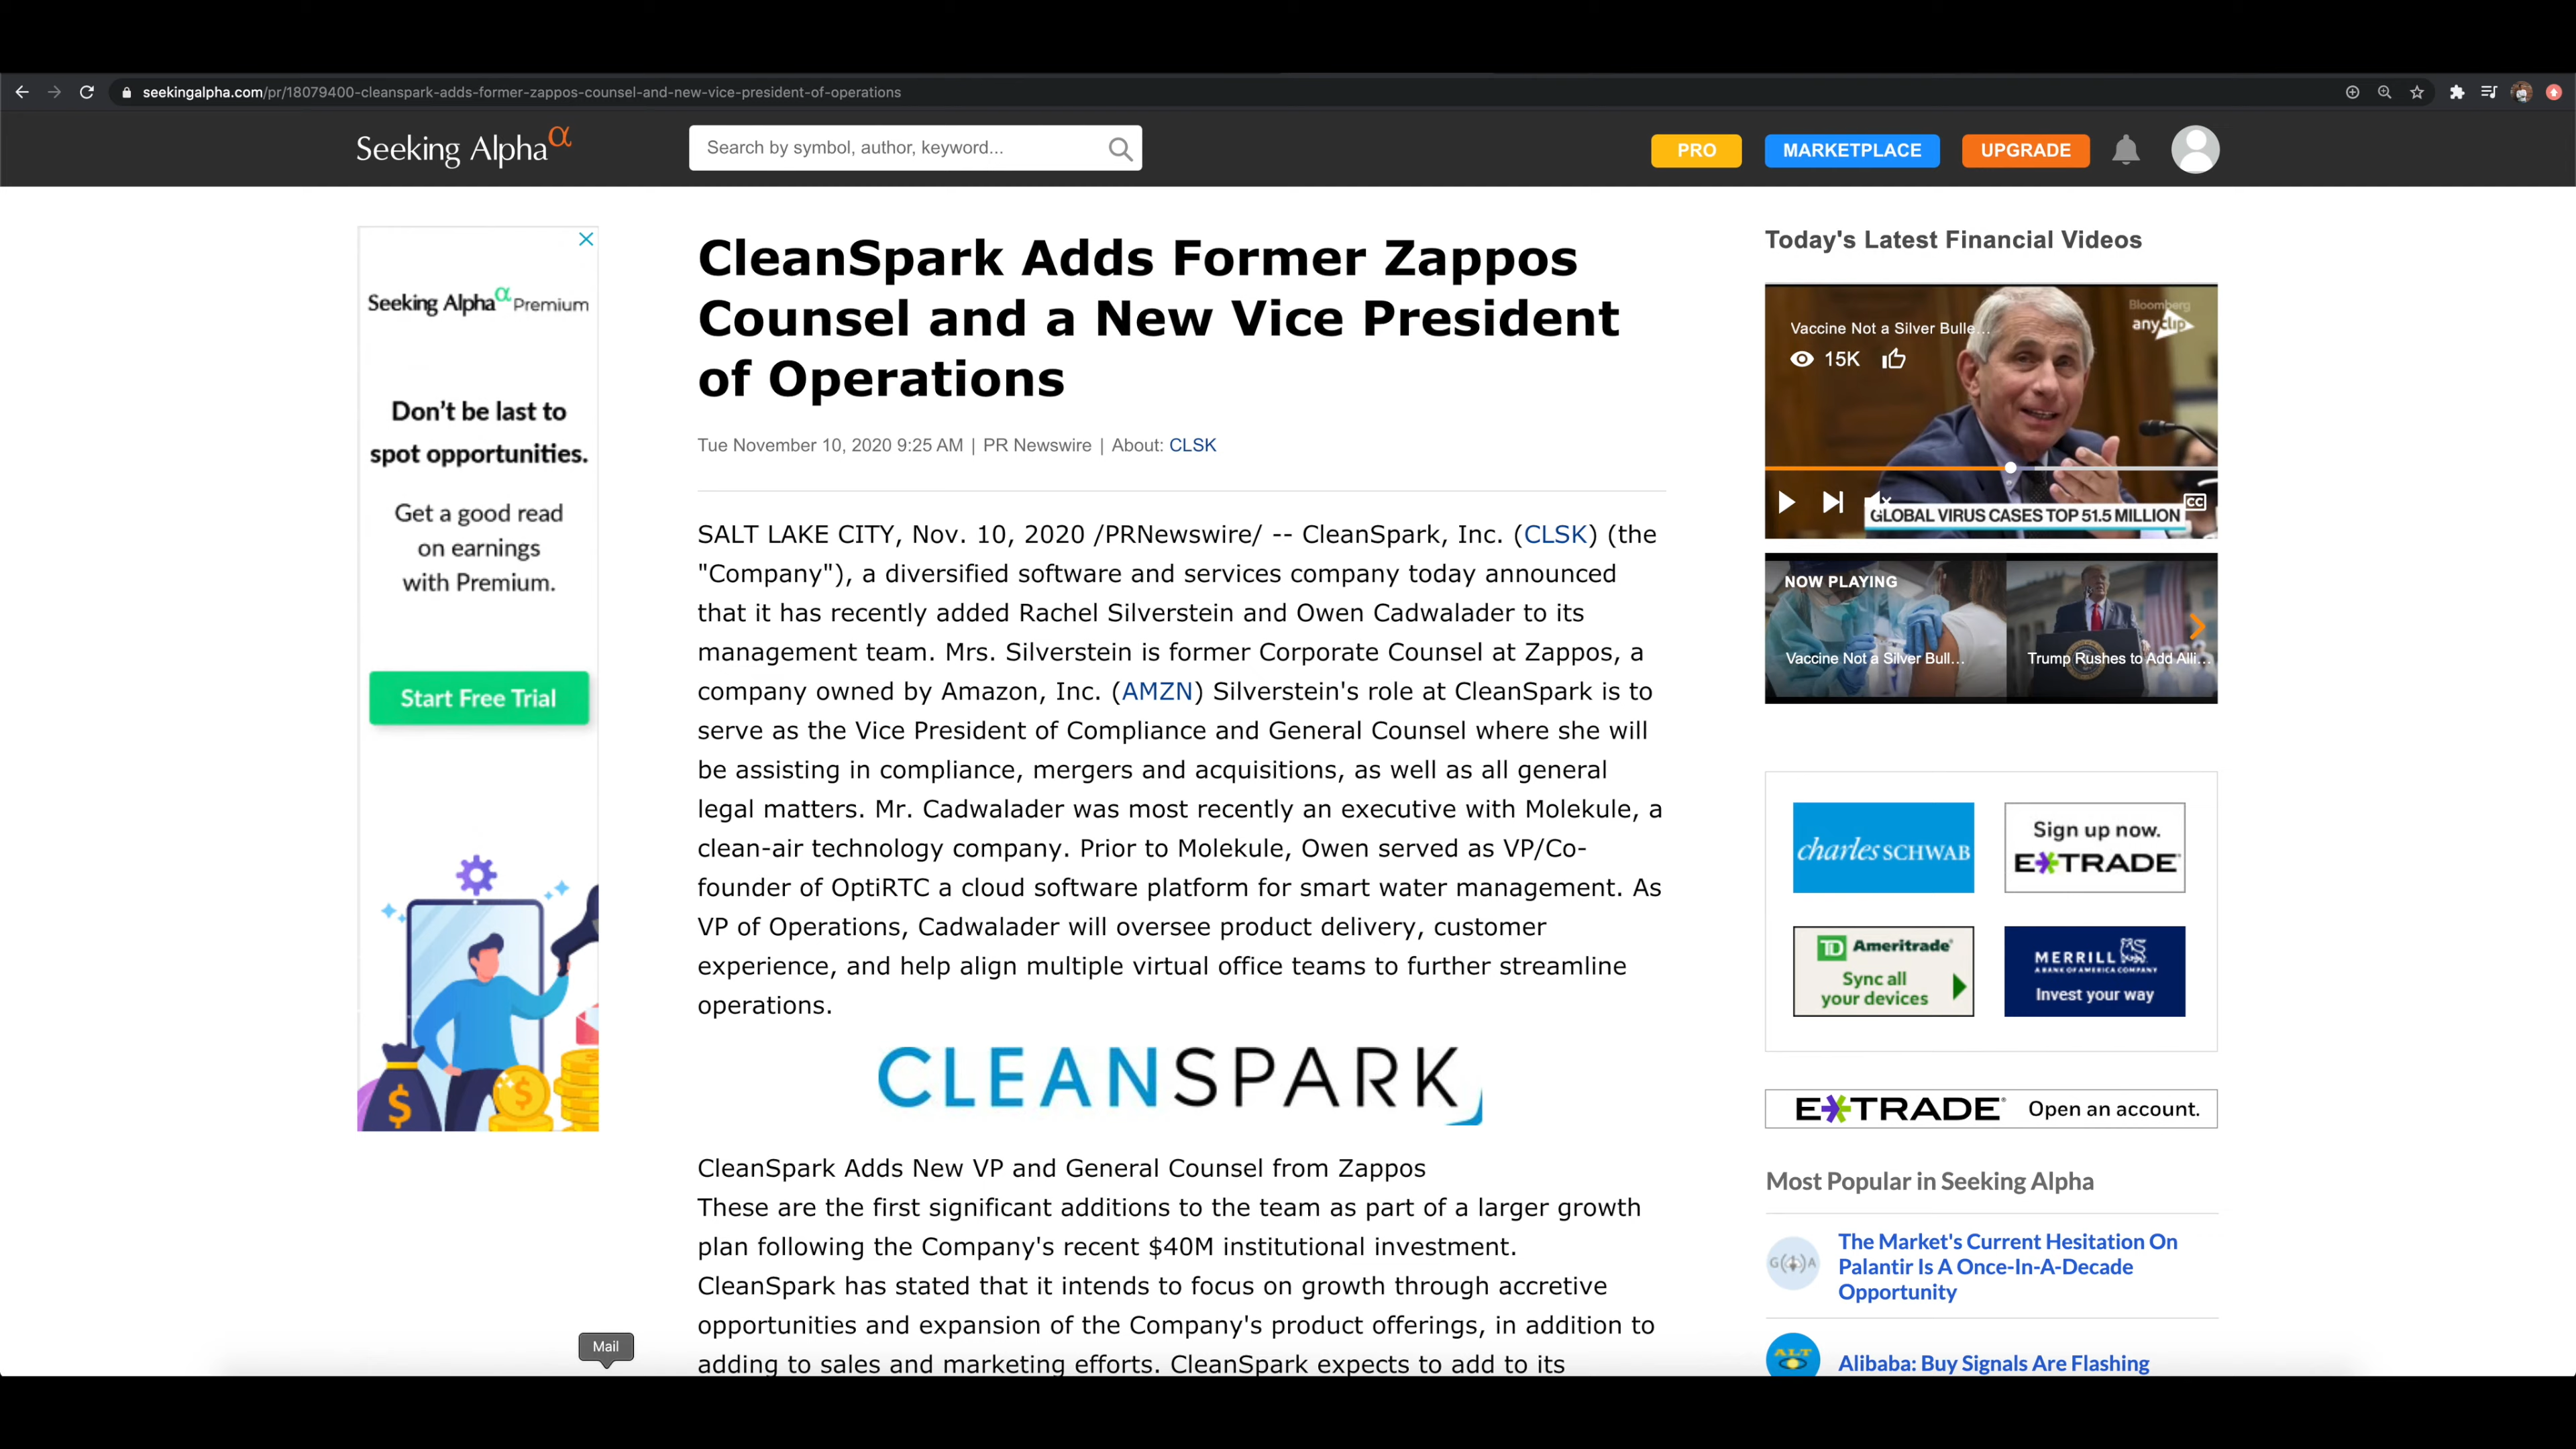 seekingalpha.com/pr/18079400-cleanspark-adds-former-zappos-counsel-and-new-vice-president-of-operations
Seeking Alpha α
Search by symbol, author, keyword...
PRO
MARKETPLACE
UPGRADE
Seeking Alpha α Premium
Don't be last to
spot opportunities.
Get a good read
on earnings
with Premium.
Start Free Trial
$
$
CleanSpark Adds Former Zappos
Counsel and a New Vice President
of Operations
Tue November 10, 2020 9:25 AM | PR Newswire | About: CLSK
SALT LAKE CITY, Nov. 10, 2020 /PRNewswire/ -- CleanSpark, Inc. (CLSK) (the
"Company"), a diversified software and services company today announced
that it has recently added Rachel Silverstein and Owen Cadwalader to its
management team. Mrs. Silverstein is former Corporate Counsel at Zappos, a
company owned by Amazon, Inc. (AMZN) Silverstein's role at CleanSpark is to
serve as the Vice President of Compliance and General Counsel where she will
be assisting in compliance, mergers and acquisitions, as well as all general
legal matters. Mr. Cadwalader was most recently an executive with Molekule, a
clean-air technology company. Prior to Molekule, Owen served as VP/Co-
founder of OptiRTC a cloud software platform for smart water management. As
VP of Operations, Cadwalader will oversee product delivery, customer
experience, and help align multiple virtual office teams to further streamline
operations.
CLEANSPARK
CleanSpark Adds New VP and General Counsel from Zappos
These are the first significant additions to the team as part of a larger growth
plan following the Company's recent $40M institutional investment.
CleanSpark has stated that it intends to focus on growth through accretive
opportunities and expansion of the Company's product offerings, in addition to
adding to sales and marketing efforts. CleanSpark expects to add to its
Mail
Today's Latest Financial Videos
Bloomberg
anyclip
Vaccine Not a Silver Bulle...
15K
CC
GLOBAL VIRUS CASES TOP 51.5 MILLION
NOW PLAYING
Vaccine Not a Silver Bull...
Trump Rushes to Add Alli...
charles SCHWAB
Sign up now.
E*TRADE
TD Ameritrade
Sync all
your devices
MERRILL
A BANK OF AMERICA COMPANY
Invest your way
E*TRADE Open an account.
Most Popular in Seeking Alpha
The Market's Current Hesitation On
Palantir Is A Once-In-A-Decade
Opportunity
ALT
Alibaba: Buy Signals Are Flashing